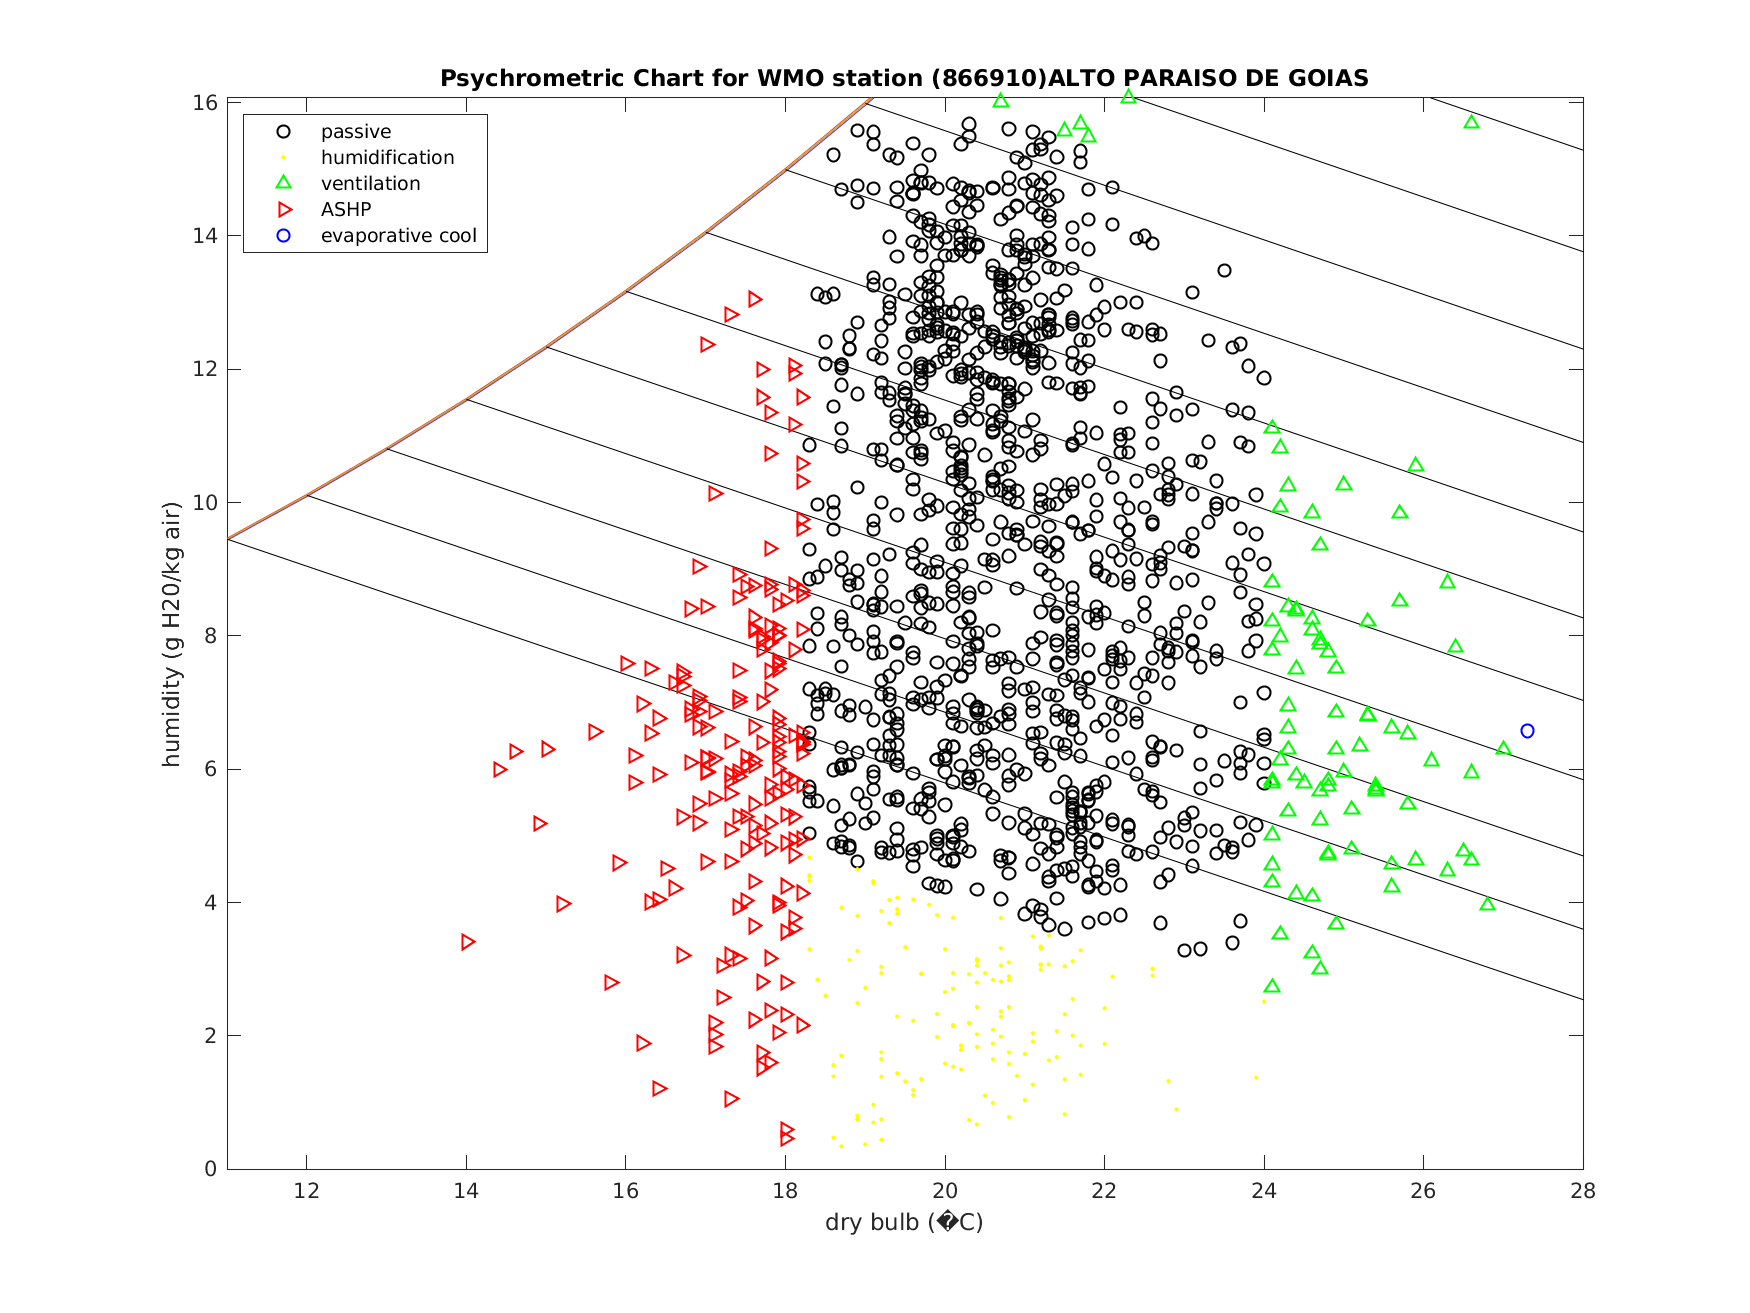 Psychrometric Chart for WMO station (866910)ALTO PARAISO DE GOIAS
passive
humidification
ventilation
ASHP
evaporative cool
humidity (g H20/kg air)
16
14
12
10
8
6
4
2
0
12 14 16 18 20 22 24 26 28
dry bulb (�C)